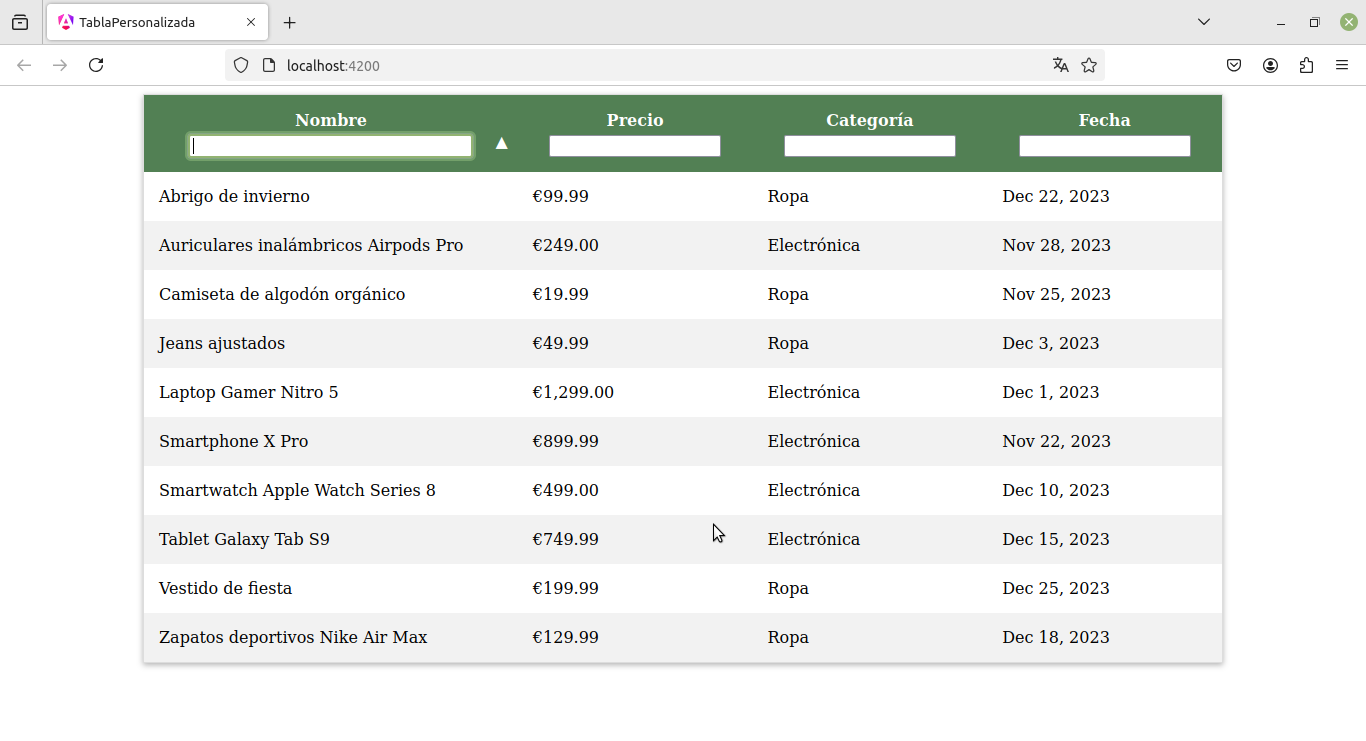 TablaPersonalizada
localhost:4200
Nombre Precio Categoría Fecha
▲
Abrigo de invierno €99.99 Ropa Dec 22, 2023
Auriculares inalámbricos Airpods Pro €249.00 Electrónica Nov 28, 2023
Camiseta de algodón orgánico €19.99 Ropa Nov 25, 2023
Jeans ajustados €49.99 Ropa Dec 3, 2023
Laptop Gamer Nitro 5 €1,299.00 Electrónica Dec 1, 2023
Smartphone X Pro €899.99 Electrónica Nov 22, 2023
Smartwatch Apple Watch Series 8 €499.00 Electrónica Dec 10, 2023
Tablet Galaxy Tab S9 €749.99 Electrónica Dec 15, 2023
Vestido de fiesta €199.99 Ropa Dec 25, 2023
Zapatos deportivos Nike Air Max €129.99 Ropa Dec 18, 2023